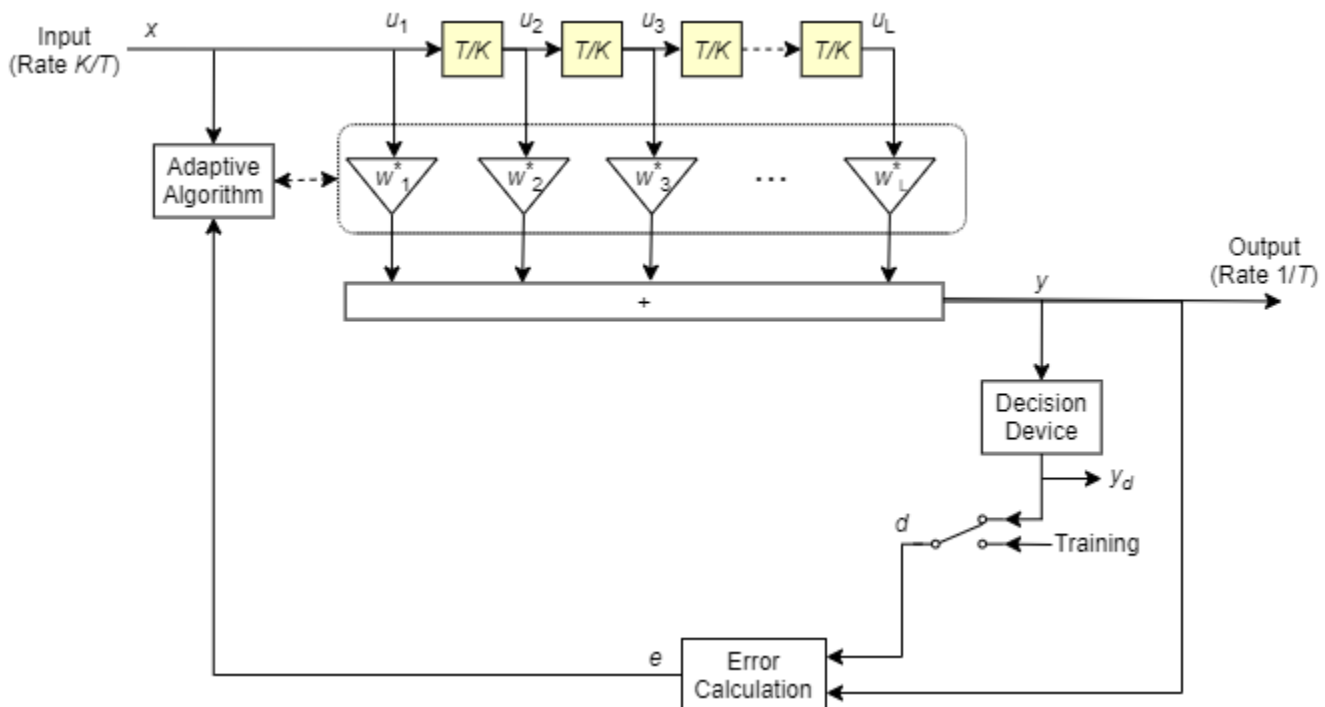 Input
(Rate K/T)
x
u1
u2
u3
uL
T/K
T/K
T/K
T/K
Adaptive
Algorithm
w*1
w*2
w*3
...
w*L
+
y
Output
(Rate 1/T)
Decision
Device
yd
d
Training
e
Error
Calculation